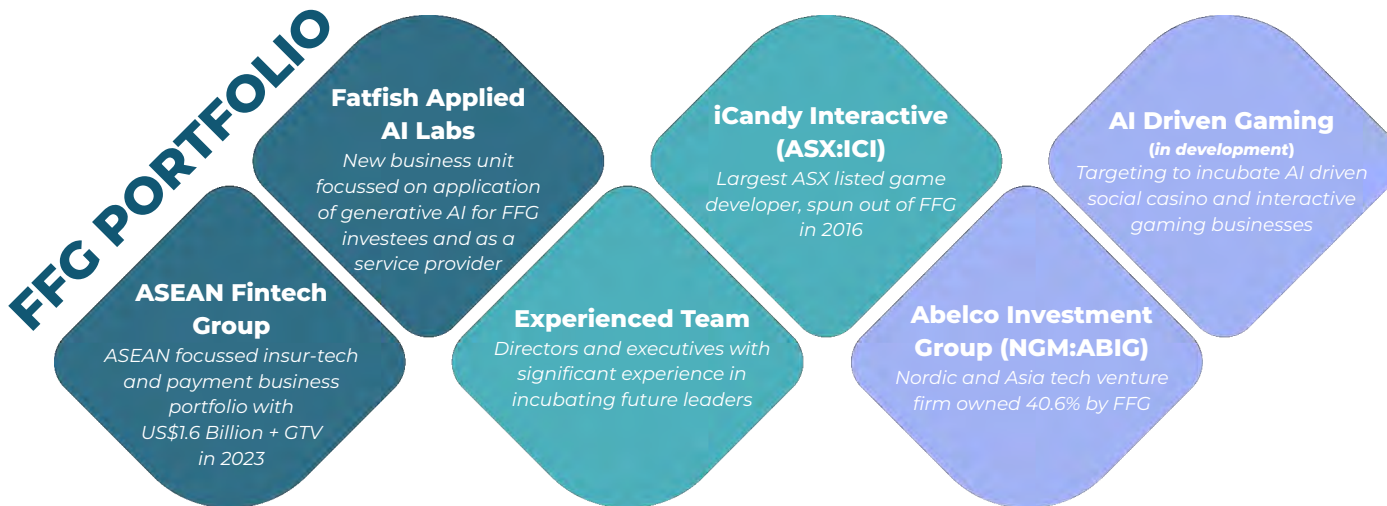 FFG PORTFOLIO
Fatfish Applied
AI Labs
New business unit
focussed on application
of generative AI for FFG
investees and as a
service provider
iCandy Interactive
(ASX:ICI)
Largest ASX listed game
developer, spun out of FFG
in 2016
AI Driven Gaming
(in development)
Targeting to incubate AI driven
social casino and interactive
gaming businesses
ASEAN Fintech
Group
ASEAN focussed insur-tech
and payment business
portfolio with
US$1.6 Billion + GTV
in 2023
Experienced Team
Directors and executives with
significant experience in
incubating future leaders
Abelco Investment
Group (NGM:ABIG)
Nordic and Asia tech venture
firm owned 40.6% by FFG